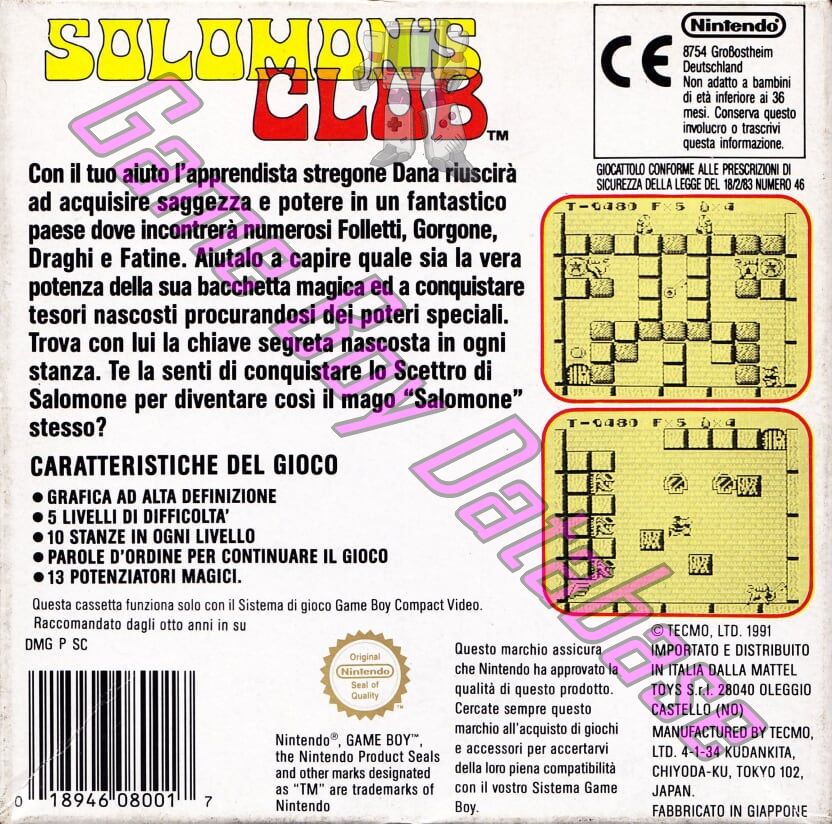 SOLOMON'S
CLUB™
Nintendo
CE
8754 Großostheim
Deutschland
Non adatto a bambini
di età inferiore ai 36
mesi. Conserva questo
involucro o trascrivi
questa informazione.
GIOCATTOLO CONFORME ALLE PRESCRIZIONI DI
SICUREZZA DELLA LEGGE DEL 18/2/83 NUMERO 46
Con il tuo aiuto l'apprendista stregone Dana riuscirà
ad acquisire saggezza e potere in un fantastico
paese dove incontrerà numerosi Folletti, Gorgone,
Draghi e Fatine. Aiutalo a capire quale sia la vera
potenza della sua bacchetta magica ed a conquistare
tesori nascosti procurandosi dei poteri speciali.
Trova con lui la chiave segreta nascosta in ogni
stanza. Te la senti di conquistare lo Scettro di
Salomone per diventare così il mago "Salomone"
stesso?
T-0480 F×5
T-0480 F×5
CARATTERISTICHE DEL GIOCO
● GRAFICA AD ALTA DEFINIZIONE
● 5 LIVELLI DI DIFFICOLTA'
● 10 STANZE IN OGNI LIVELLO
● PAROLE D'ORDINE PER CONTINUARE IL GIOCO
● 13 POTENZIATORI MAGICI.
Questa cassetta funziona solo con il Sistema di gioco Game Boy Compact Video.
Raccomandato dagli otto anni in su
DMG P SC
0 18946 08001 7
Original
Nintendo
Seal of
Quality
Nintendo®, GAME BOY™,
the Nintendo Product Seals
and other marks designated
as "TM" are trademarks of
Nintendo
Questo marchio assicura
che Nintendo ha approvato la
qualità di questo prodotto.
Cercate sempre questo
marchio all'acquisto di giochi
e accessori per accertarvi
della loro piena compatibilità
con il vostro Sistema Game
Boy.
© TECMO, LTD. 1991
IMPORTATO E DISTRIBUITO
IN ITALIA DALLA MATTEL
TOYS S.r.l. 28040 OLEGGIO
CASTELLO (NO)
MANUFACTURED BY TECMO,
LTD. 4-1-34 KUDANKITA,
CHIYODA-KU, TOKYO 102,
JAPAN.
FABBRICATO IN GIAPPONE
Game Boy Database